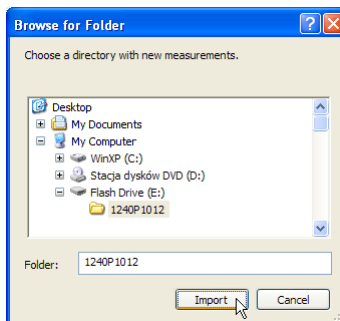 Browse for Folder
Choose a directory with new measurements.
Desktop
My Documents
My Computer
WinXP (C:)
Stacja dysków DVD (D:)
Flash Drive (E:)
1240P1012
Folder: 1240P1012
Import Cancel